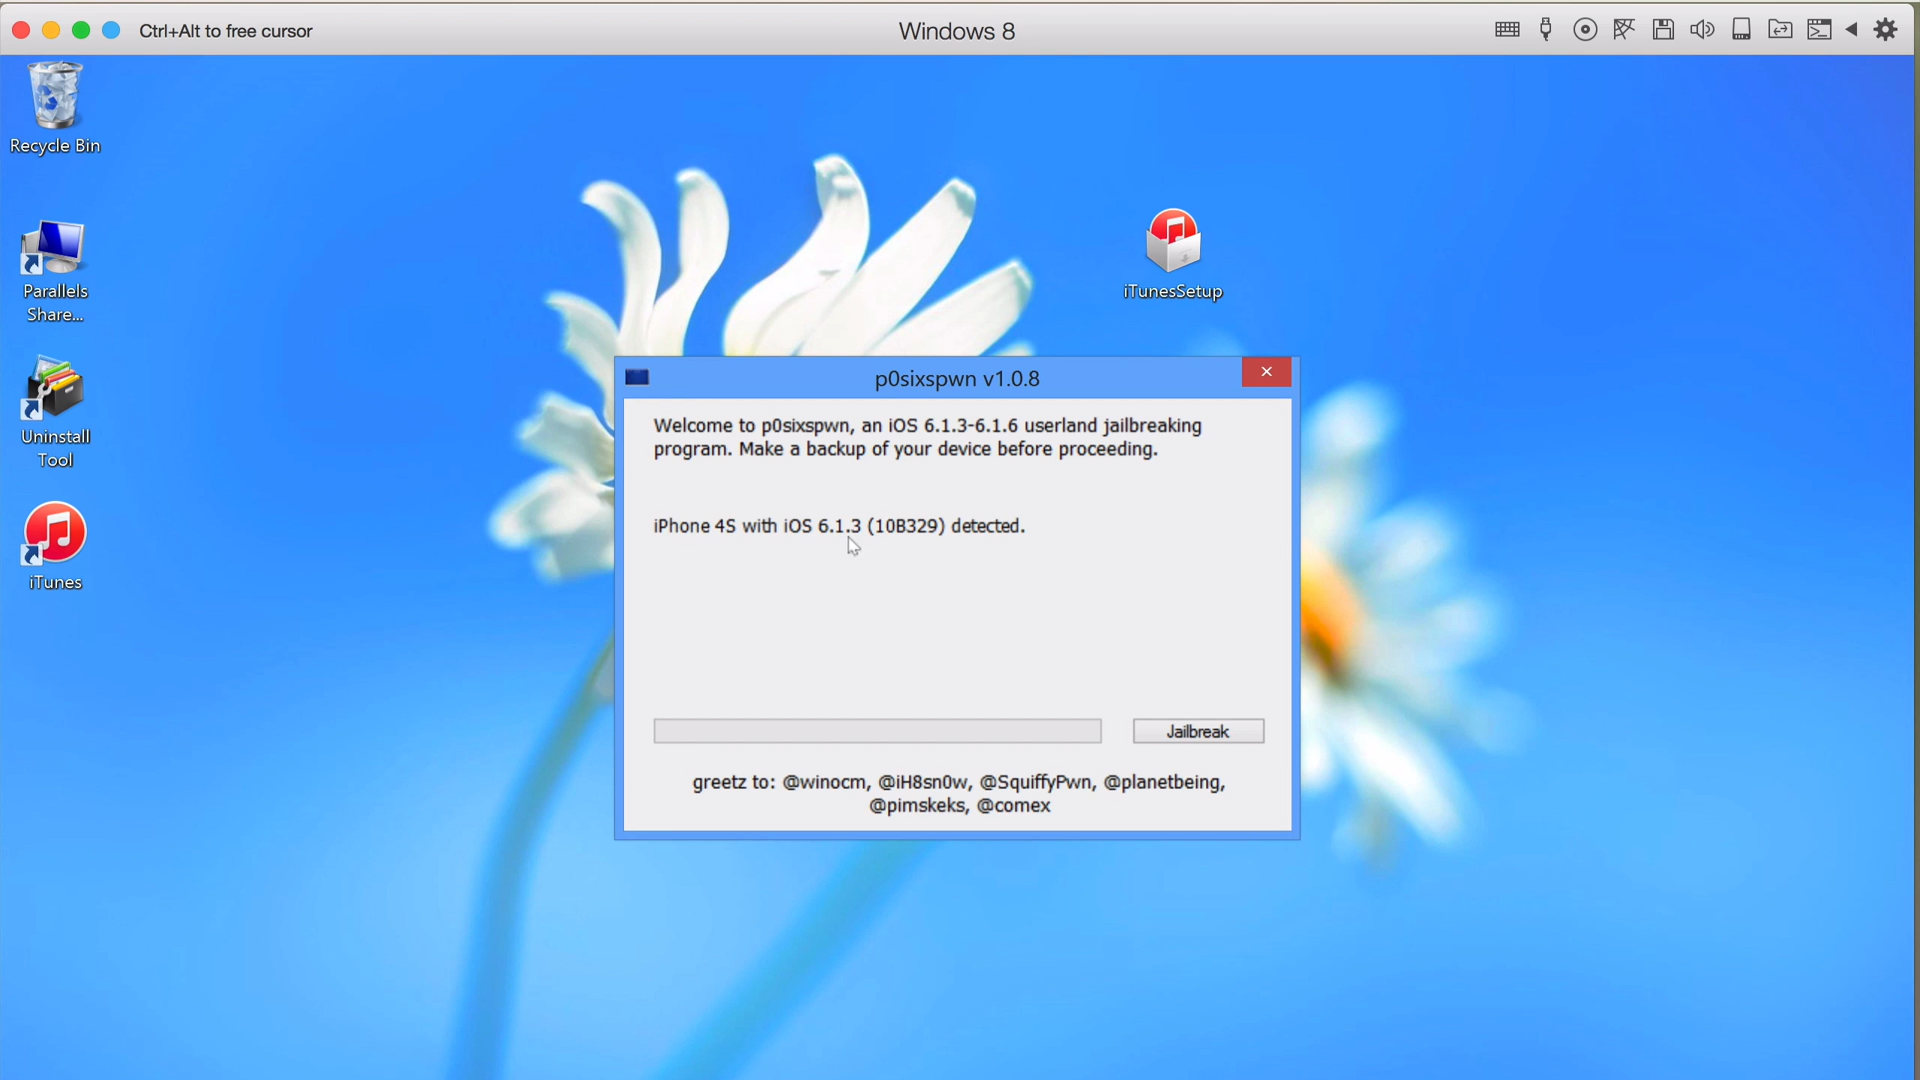 Ctrl+Alt to free cursor
Windows 8
Recycle Bin
Parallels
Share...
Uninstall
Tool
iTunes
iTunesSetup
p0sixspwn v1.0.8
Welcome to p0sixspwn, an iOS 6.1.3-6.1.6 userland jailbreaking
program. Make a backup of your device before proceeding.
iPhone 4S with iOS 6.1.3 (10B329) detected.
Jailbreak
greetz to: @winocm, @iH8sn0w, @SquiffyPwn, @planetbeing,
@pimskeks, @comex